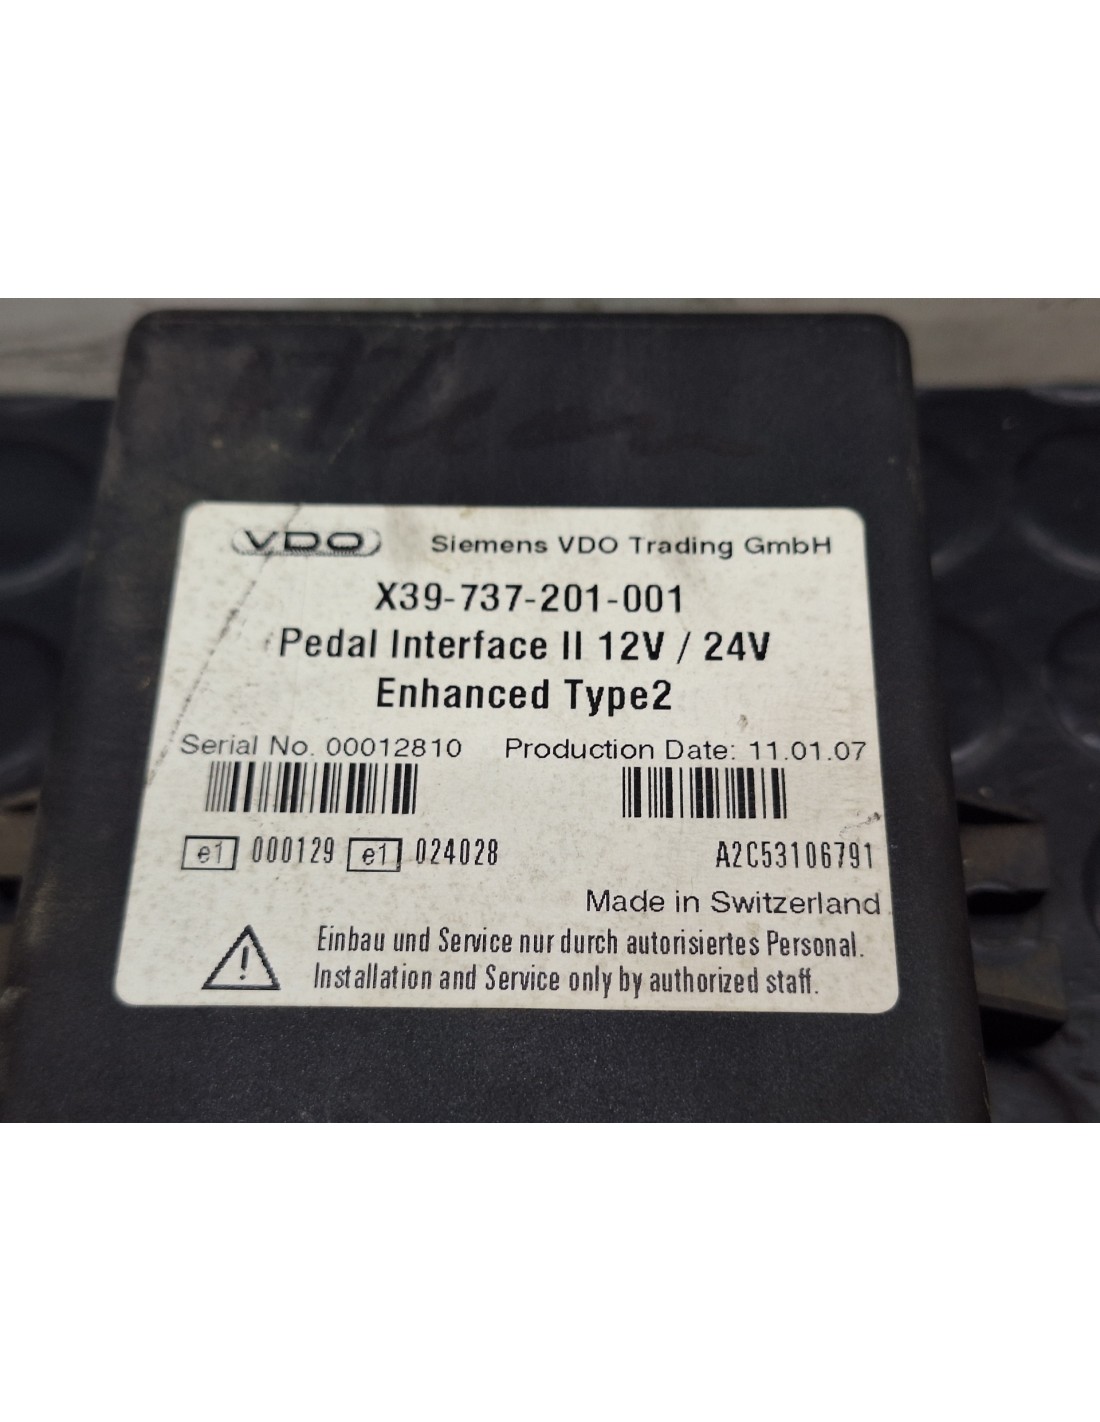 VDO Siemens VDO Trading GmbH
X39-737-201-001
Pedal Interface II 12V / 24V
Enhanced Type2
Serial No. 00012810 Production Date: 11.01.07
e1 000129 e1 024028 A2C53106791
Made in Switzerland
Einbau und Service nur durch autorisiertes Personal.
! Installation and Service only by authorized staff.